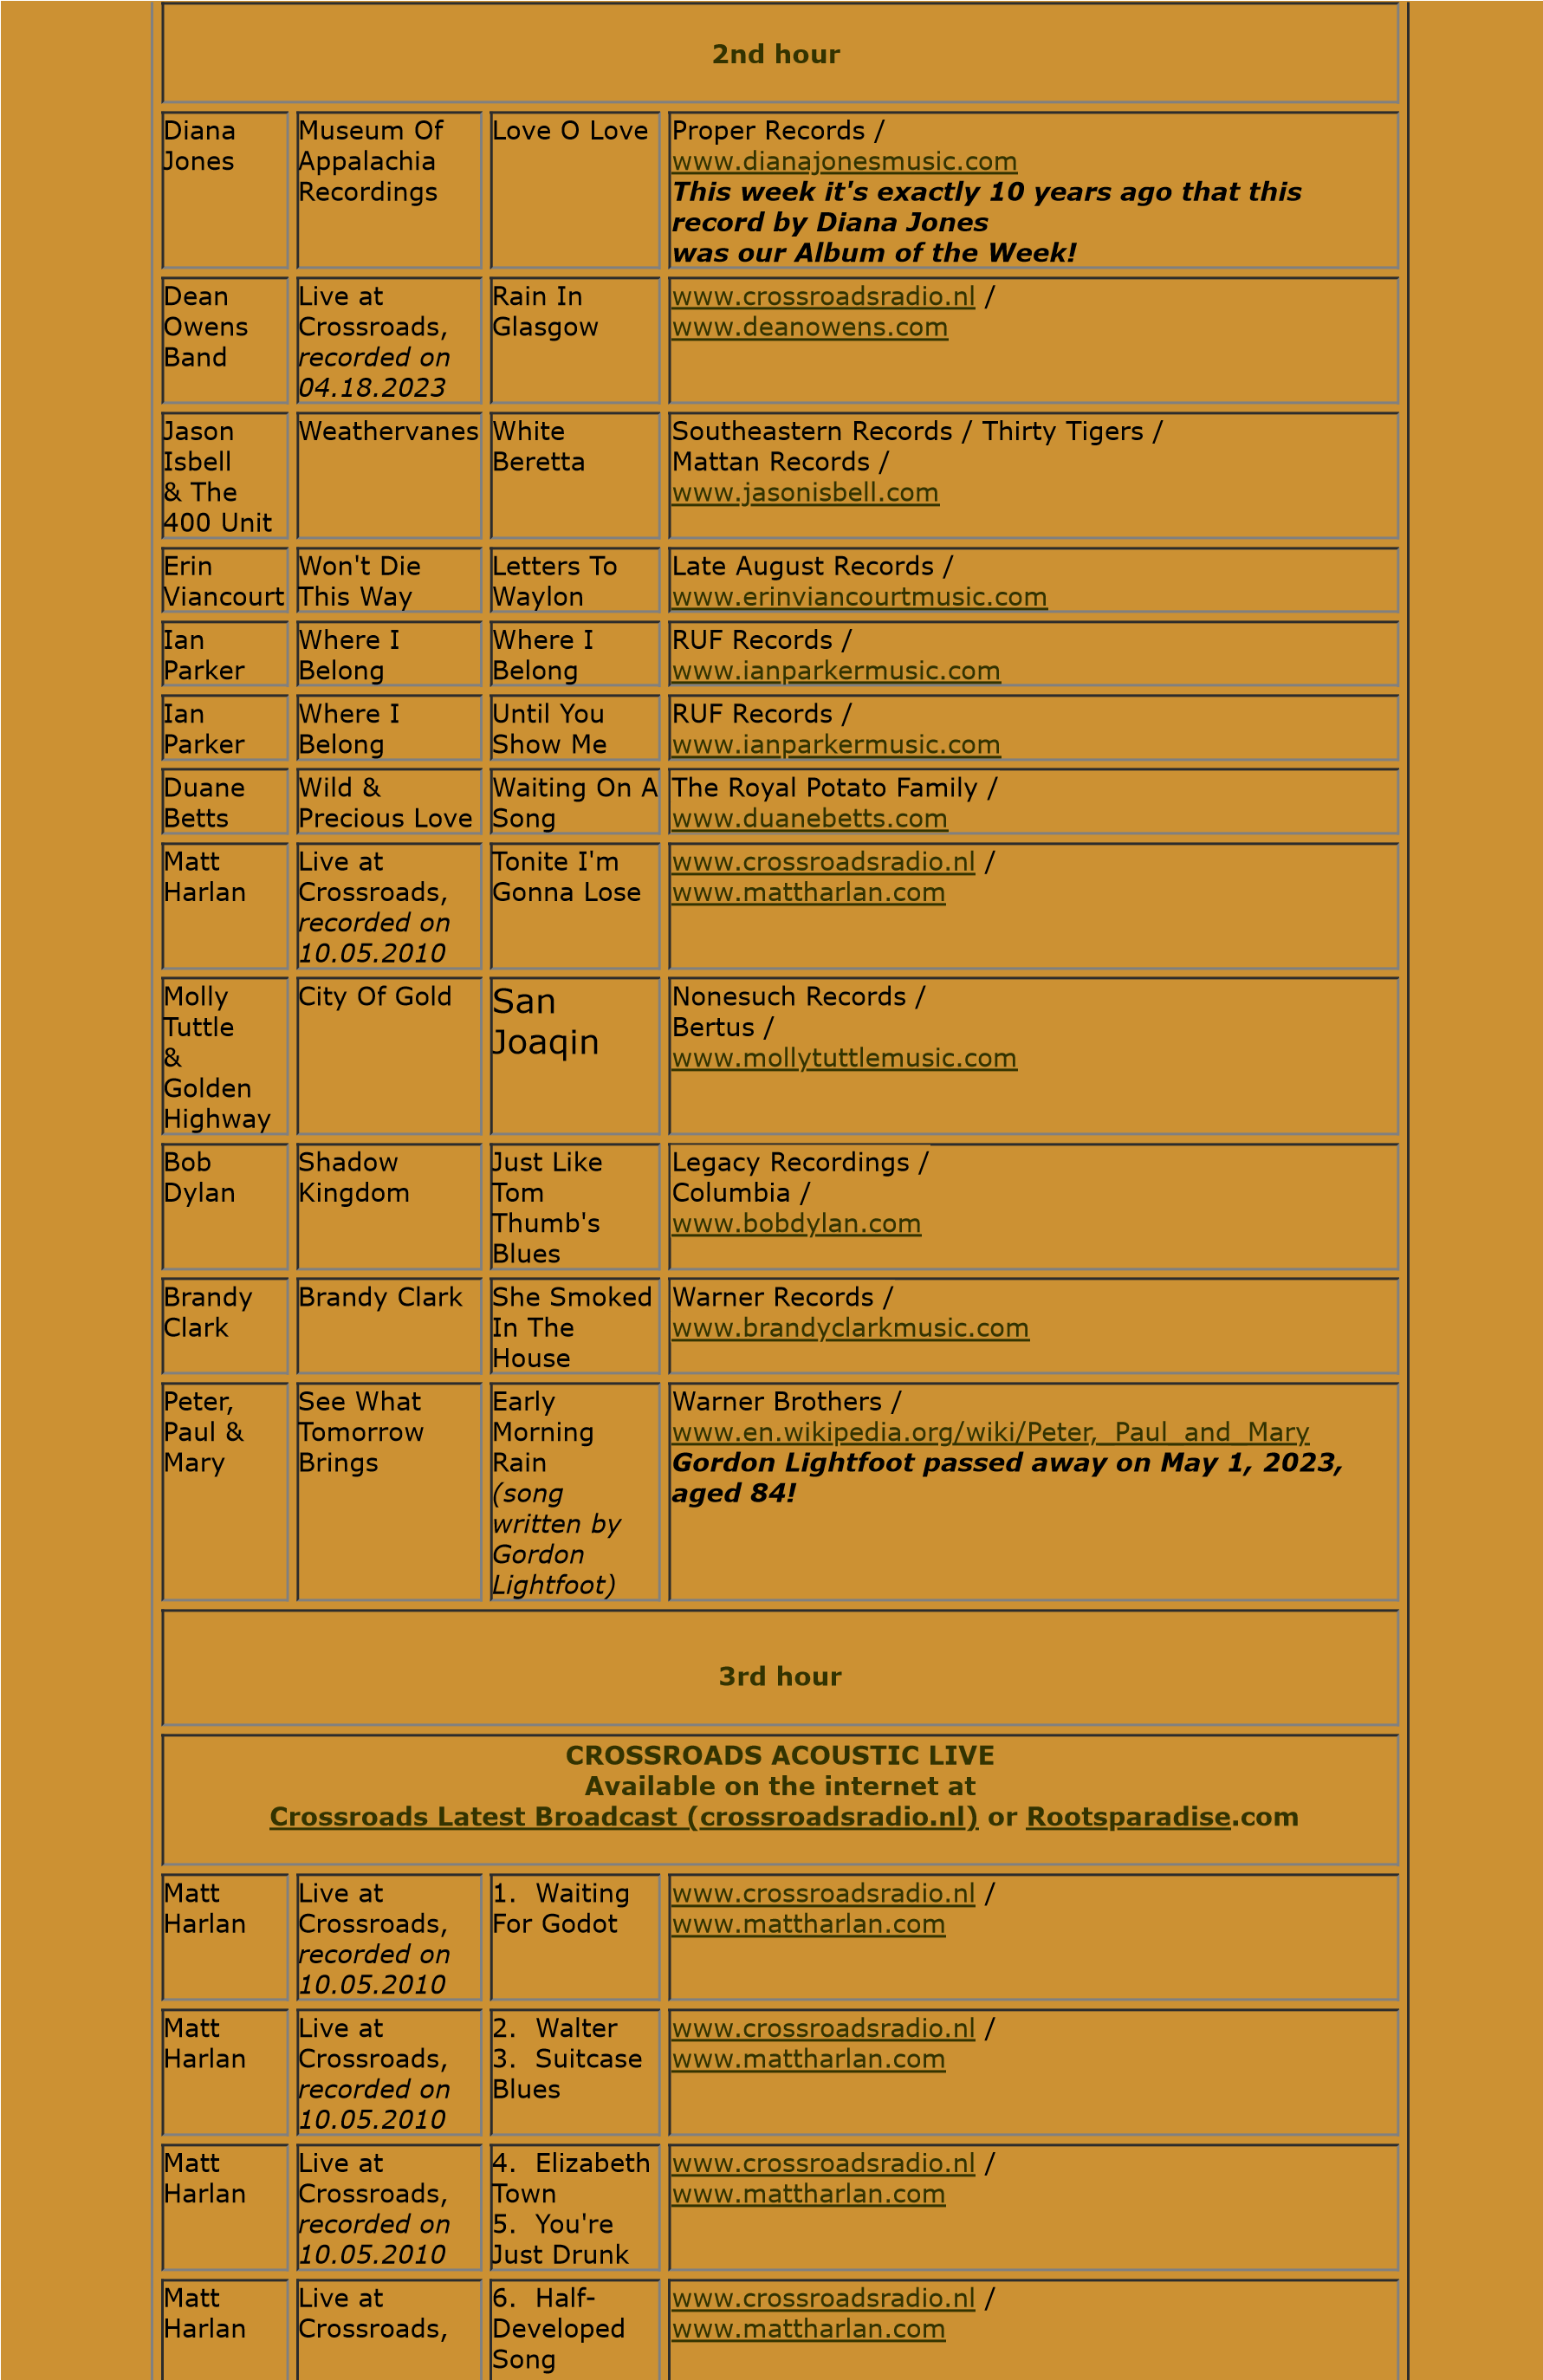 2nd hour
Diana
Jones
Museum Of
Appalachia
Recordings
Love O Love
Proper Records /
www.dianajonesmusic.com
This week it's exactly 10 years ago that this
record by Diana Jones
was our Album of the Week!
Dean
Owens
Band
Live at
Crossroads,
recorded on
04.18.2023
Rain In
Glasgow
www.crossroadsradio.nl /
www.deanowens.com
Jason
Isbell
& The
400 Unit
Weathervanes
White
Beretta
Southeastern Records / Thirty Tigers /
Mattan Records /
www.jasonisbell.com
Erin
Viancourt
Won't Die
This Way
Letters To
Waylon
Late August Records /
www.erinviancourtmusic.com
Ian
Parker
Where I
Belong
Where I
Belong
RUF Records /
www.ianparkermusic.com
Ian
Parker
Where I
Belong
Until You
Show Me
RUF Records /
www.ianparkermusic.com
Duane
Betts
Wild &
Precious Love
Waiting On A
Song
The Royal Potato Family /
www.duanebetts.com
Matt
Harlan
Live at
Crossroads,
recorded on
10.05.2010
Tonite I'm
Gonna Lose
www.crossroadsradio.nl /
www.mattharlan.com
Molly
Tuttle
&
Golden
Highway
City Of Gold
San
Joaqin
Nonesuch Records /
Bertus /
www.mollytuttlemusic.com
Bob
Dylan
Shadow
Kingdom
Just Like
Tom
Thumb's
Blues
Legacy Recordings /
Columbia /
www.bobdylan.com
Brandy
Clark
Brandy Clark
She Smoked
In The
House
Warner Records /
www.brandyclarkmusic.com
Peter,
Paul &
Mary
See What
Tomorrow
Brings
Early
Morning
Rain
(song
written by
Gordon
Lightfoot)
Warner Brothers /
www.en.wikipedia.org/wiki/Peter,_Paul_and_Mary
Gordon Lightfoot passed away on May 1, 2023,
aged 84!
3rd hour
CROSSROADS ACOUSTIC LIVE
Available on the internet at
Crossroads Latest Broadcast (crossroadsradio.nl) or Rootsparadise.com
Matt
Harlan
Live at
Crossroads,
recorded on
10.05.2010
1. Waiting
For Godot
www.crossroadsradio.nl /
www.mattharlan.com
Matt
Harlan
Live at
Crossroads,
recorded on
10.05.2010
2. Walter
3. Suitcase
Blues
www.crossroadsradio.nl /
www.mattharlan.com
Matt
Harlan
Live at
Crossroads,
recorded on
10.05.2010
4. Elizabeth
Town
5. You're
Just Drunk
www.crossroadsradio.nl /
www.mattharlan.com
Matt
Harlan
Live at
Crossroads,
6. Half-
Developed
Song
www.crossroadsradio.nl /
www.mattharlan.com